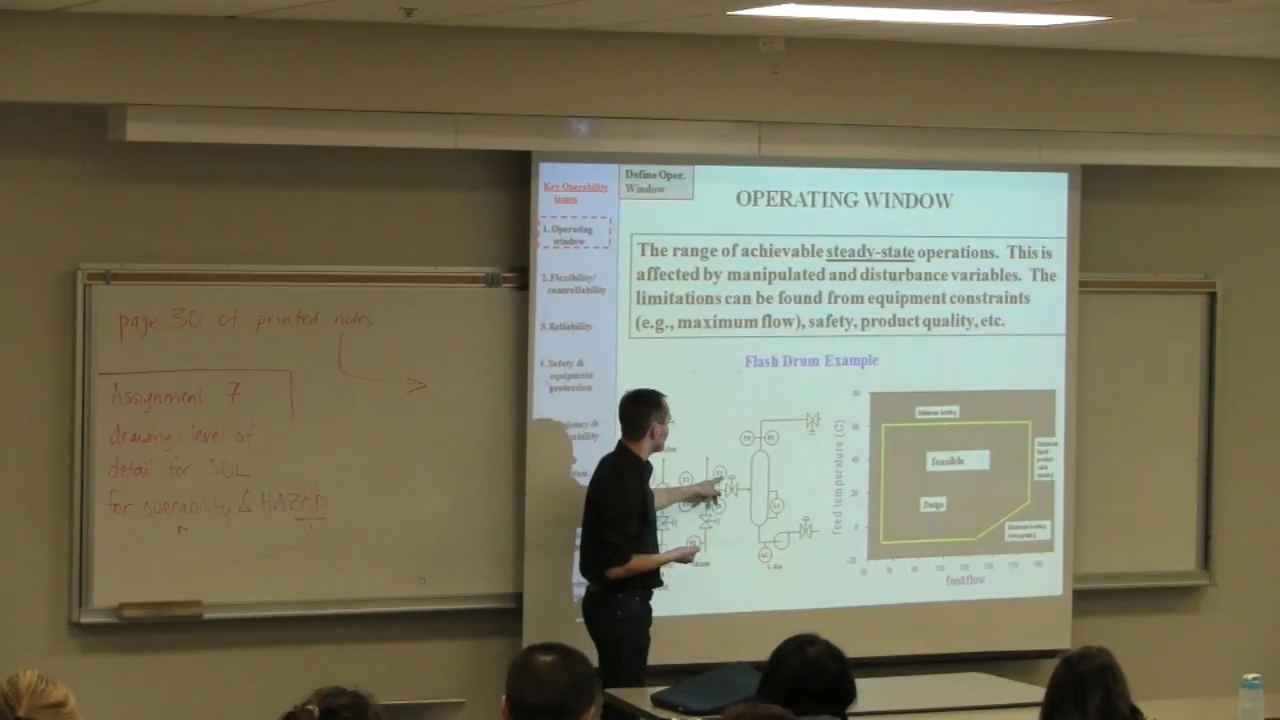 page 30 of printed notes
Assignment 7
drawing level of
detail for SDL
for operability & HAZOP
Key Operability
issues
1. Operating
window
2. Flexibility/
controllability
3. Reliability
4. Safety &
equipment
protection
Define Oper.
Window
OPERATING WINDOW
The range of achievable steady-state operations. This is
affected by manipulated and disturbance variables. The
limitations can be found from equipment constraints
(e.g., maximum flow), safety, product quality, etc.
Flash Drum Example
feed temperature (C)
feasible
Design
feed flow